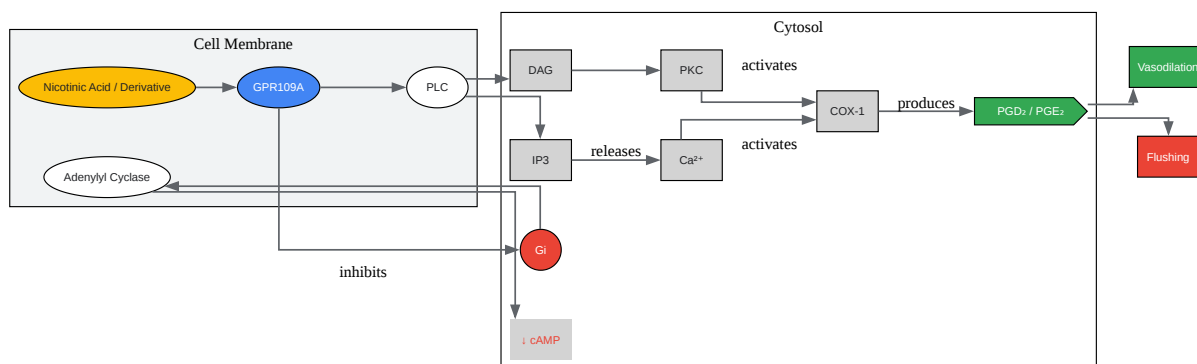 Cell Membrane
Cytosol
Nicotinic Acid / Derivative
GPR109A
PLC
DAG
PKC
activates
COX-1
produces
PGD₂ / PGE₂
Vasodilation
Flushing
IP3
releases
Ca²⁺
activates
Adenylyl Cyclase
Gi
inhibits
↓ cAMP